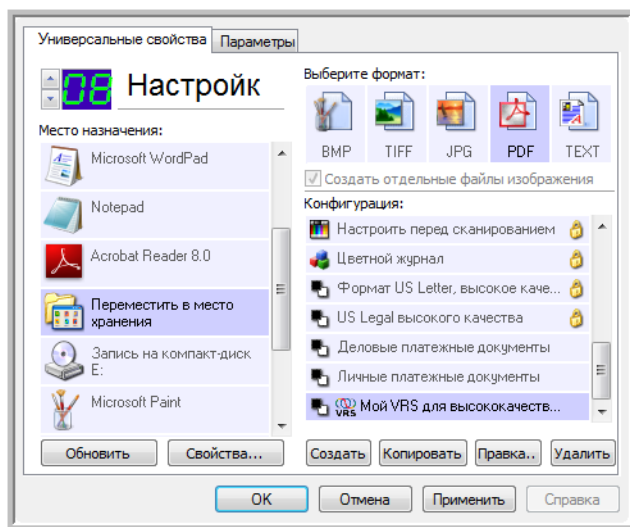 Универсальные свойства Параметры
08 Настройк
Выберите формат:
BMP TIFF JPG PDF TEXT
Создать отдельные файлы изображения
Место назначения:
Microsoft WordPad
Notepad
Acrobat Reader 8.0
Переместить в место
хранения
Запись на компакт-диск
E:
Microsoft Paint
Обновить Свойства...
Конфигурация:
Настроить перед сканированием
Цветной журнал
Формат US Letter, высокое каче...
US Legal высокого качества
Деловые платежные документы
Личные платежные документы
VRS Мой VRS для высококачеств...
Создать Копировать Правка.. Удалить
OK Отмена Применить Справка